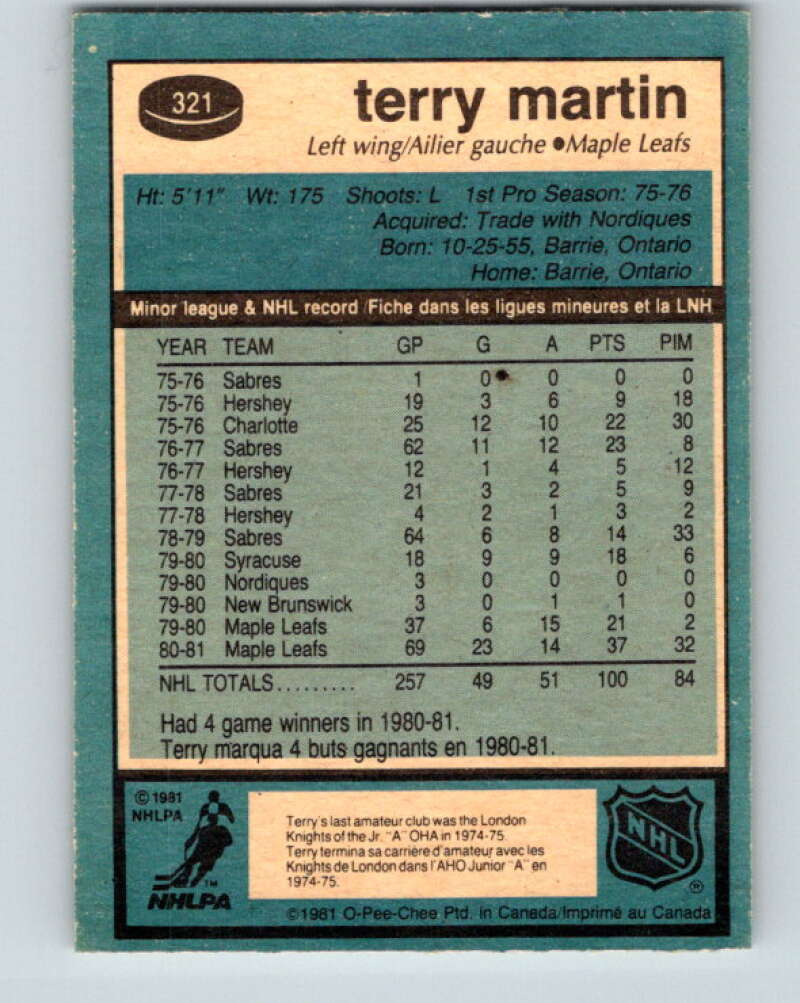 321
terry martin
Left wing/Ailier gauche ●Maple Leafs
Ht: 5'11" Wt: 175 Shoots: L 1st Pro Season: 75-76
Acquired: Trade with Nordiques
Born: 10-25-55, Barrie, Ontario
Home: Barrie, Ontario
Minor league & NHL record/Fiche dans les ligues mineures et la LNH
YEAR TEAM GP G A PTS PIM
75-76 Sabres 1 0 0 0 0
75-76 Hershey 19 3 6 9 18
75-76 Charlotte 25 12 10 22 30
76-77 Sabres 62 11 12 23 8
76-77 Hershey 12 1 4 5 12
77-78 Sabres 21 3 2 5 9
77-78 Hershey 4 2 1 3 2
78-79 Sabres 64 6 8 14 33
79-80 Syracuse 18 9 9 18 6
79-80 Nordiques 3 0 0 0 0
79-80 New Brunswick 3 0 1 1 0
79-80 Maple Leafs 37 6 15 21 2
80-81 Maple Leafs 69 23 14 37 32
NHL TOTALS......... 257 49 51 100 84
Had 4 game winners in 1980-81.
Terry marqua 4 buts gagnants en 1980-81.
©1981
NHLPA
TM
NHLPA
Terry's last amateur club was the London
Knights of the Jr. "A" OHA in 1974-75.
Terry termina sa carrière d'amateur avec les
Knights de London dans l'AHO Junior "A" en
1974-75.
NHL
®
©1981 O-Pee-Chee Ptd. in Canada/Imprimé au Canada